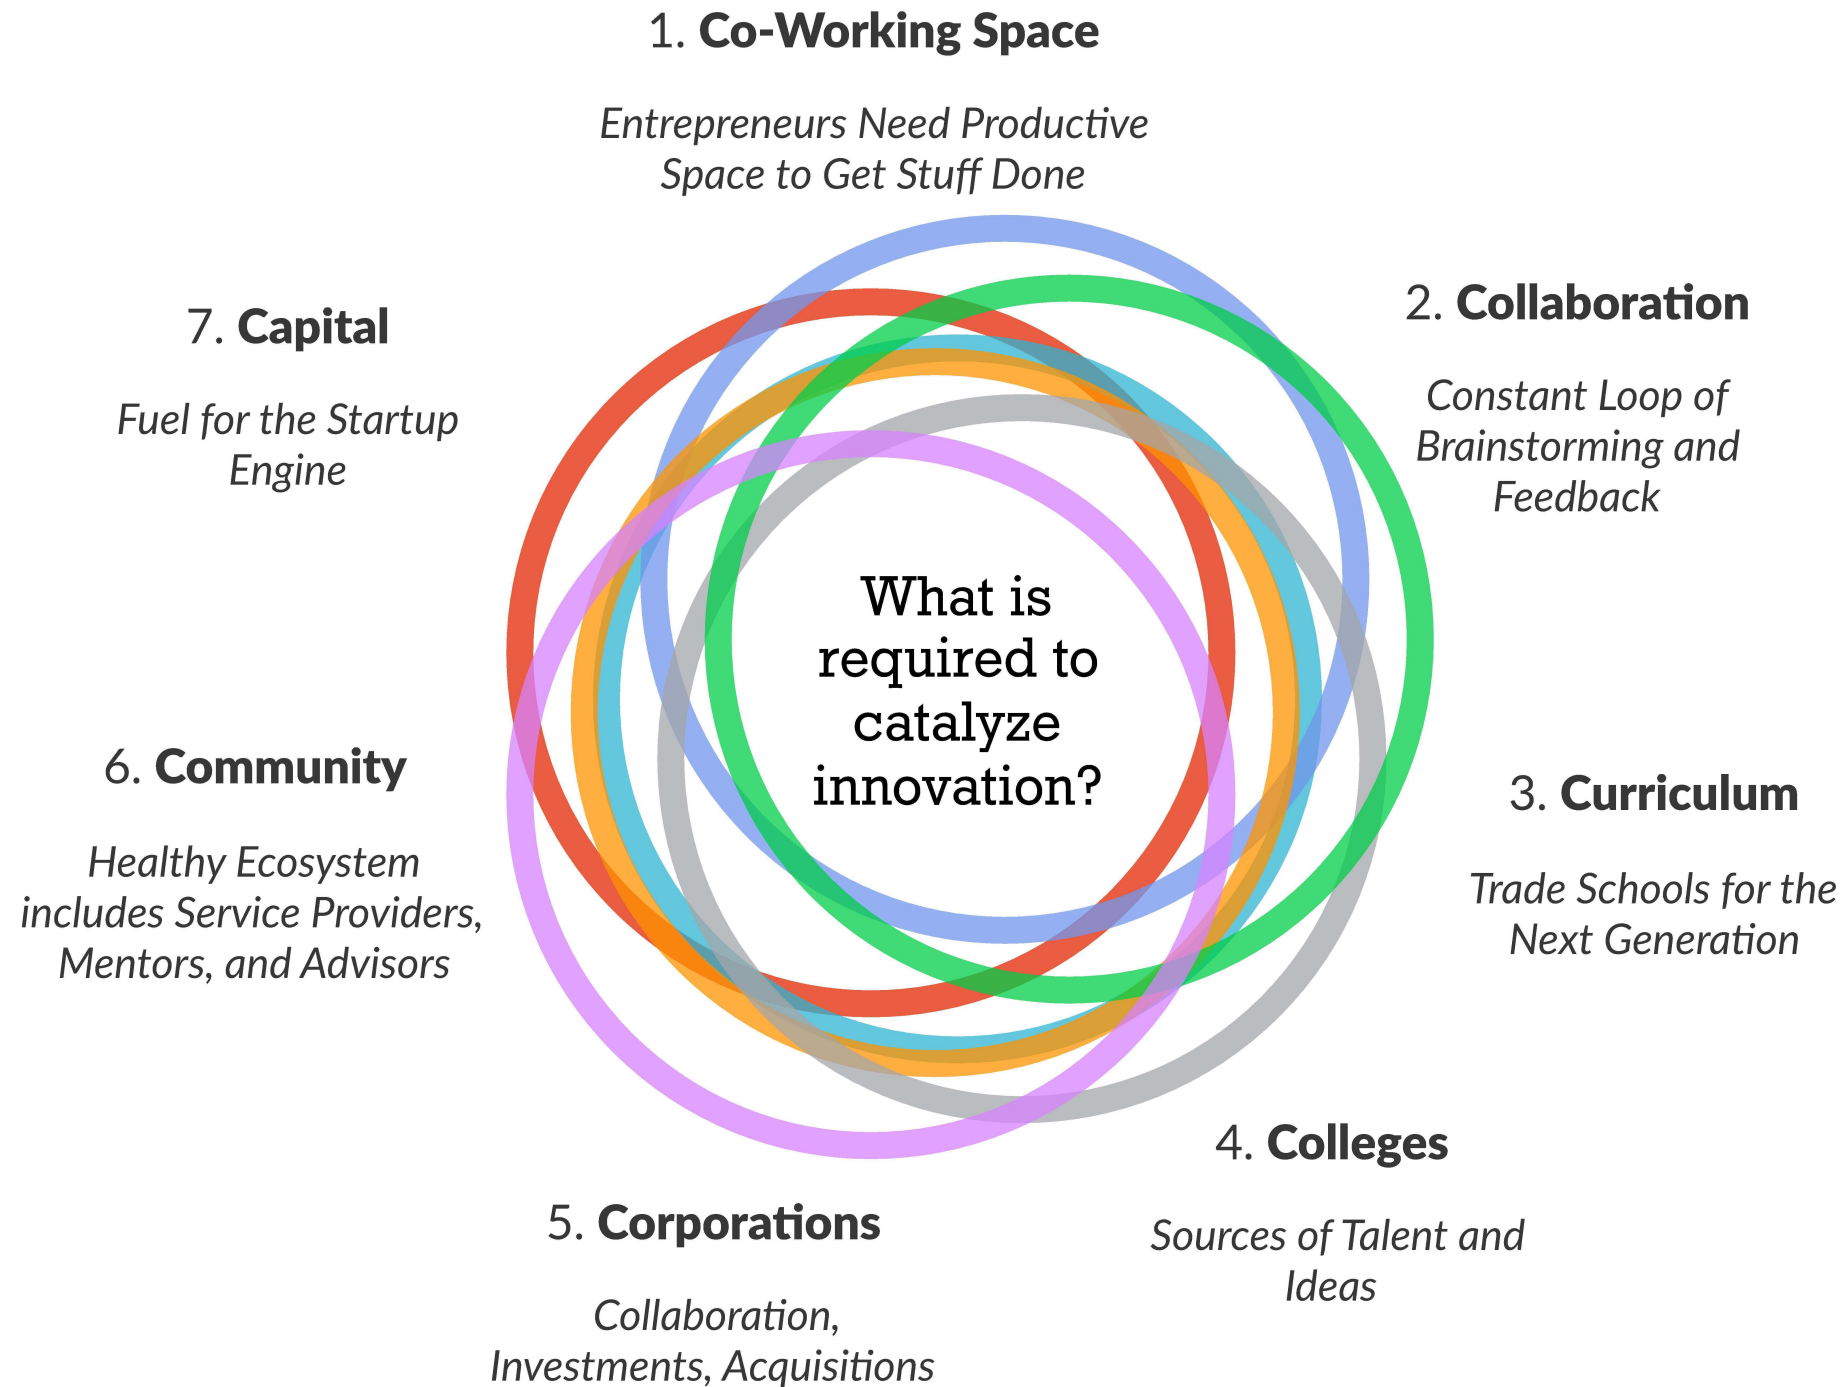 1. Co-Working Space
Entrepreneurs Need Productive
Space to Get Stuff Done
2. Collaboration
Constant Loop of
Brainstorming and
Feedback
3. Curriculum
Trade Schools for the
Next Generation
4. Colleges
Sources of Talent and
Ideas
5. Corporations
Collaboration,
Investments, Acquisitions
6. Community
Healthy Ecosystem
includes Service Providers,
Mentors, and Advisors
7. Capital
Fuel for the Startup
Engine
What is
required to
catalyze
innovation?